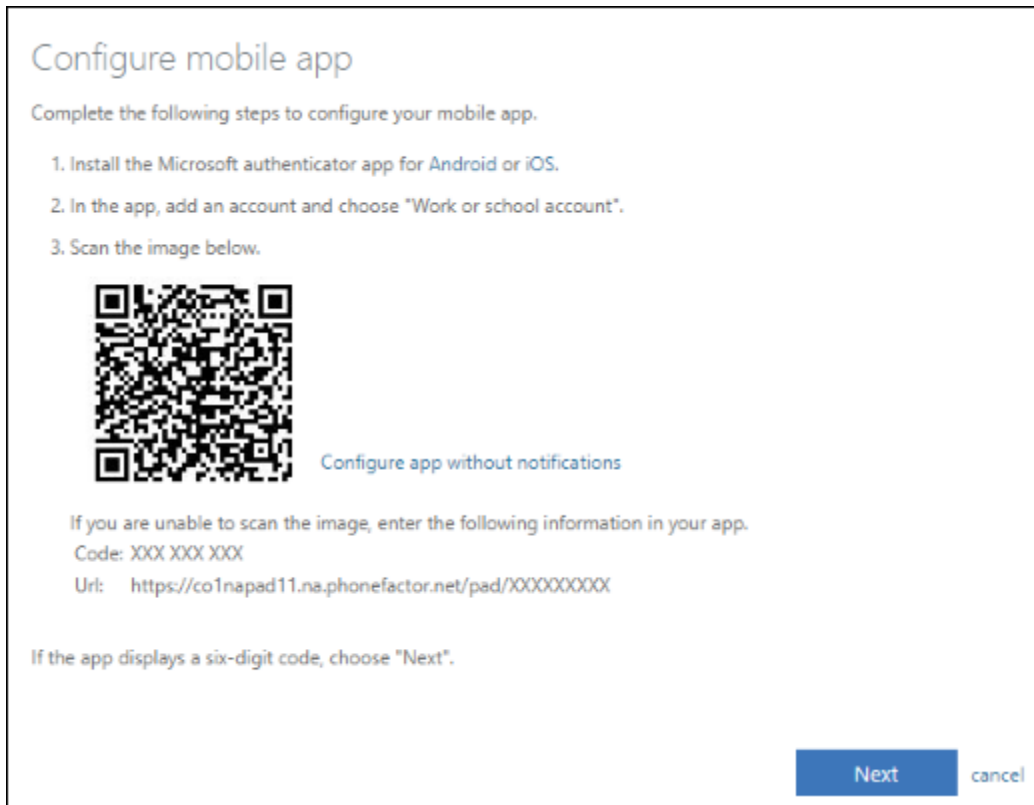 Configure mobile app
Complete the following steps to configure your mobile app.
1. Install the Microsoft authenticator app for Android or iOS.
2. In the app, add an account and choose "Work or school account".
3. Scan the image below.
Configure app without notifications
If you are unable to scan the image, enter the following information in your app.
Code: XXX XXX XXX
Url: https://co1napad11.na.phonefactor.net/pad/XXXXXXXXX
If the app displays a six-digit code, choose "Next".
Next cancel